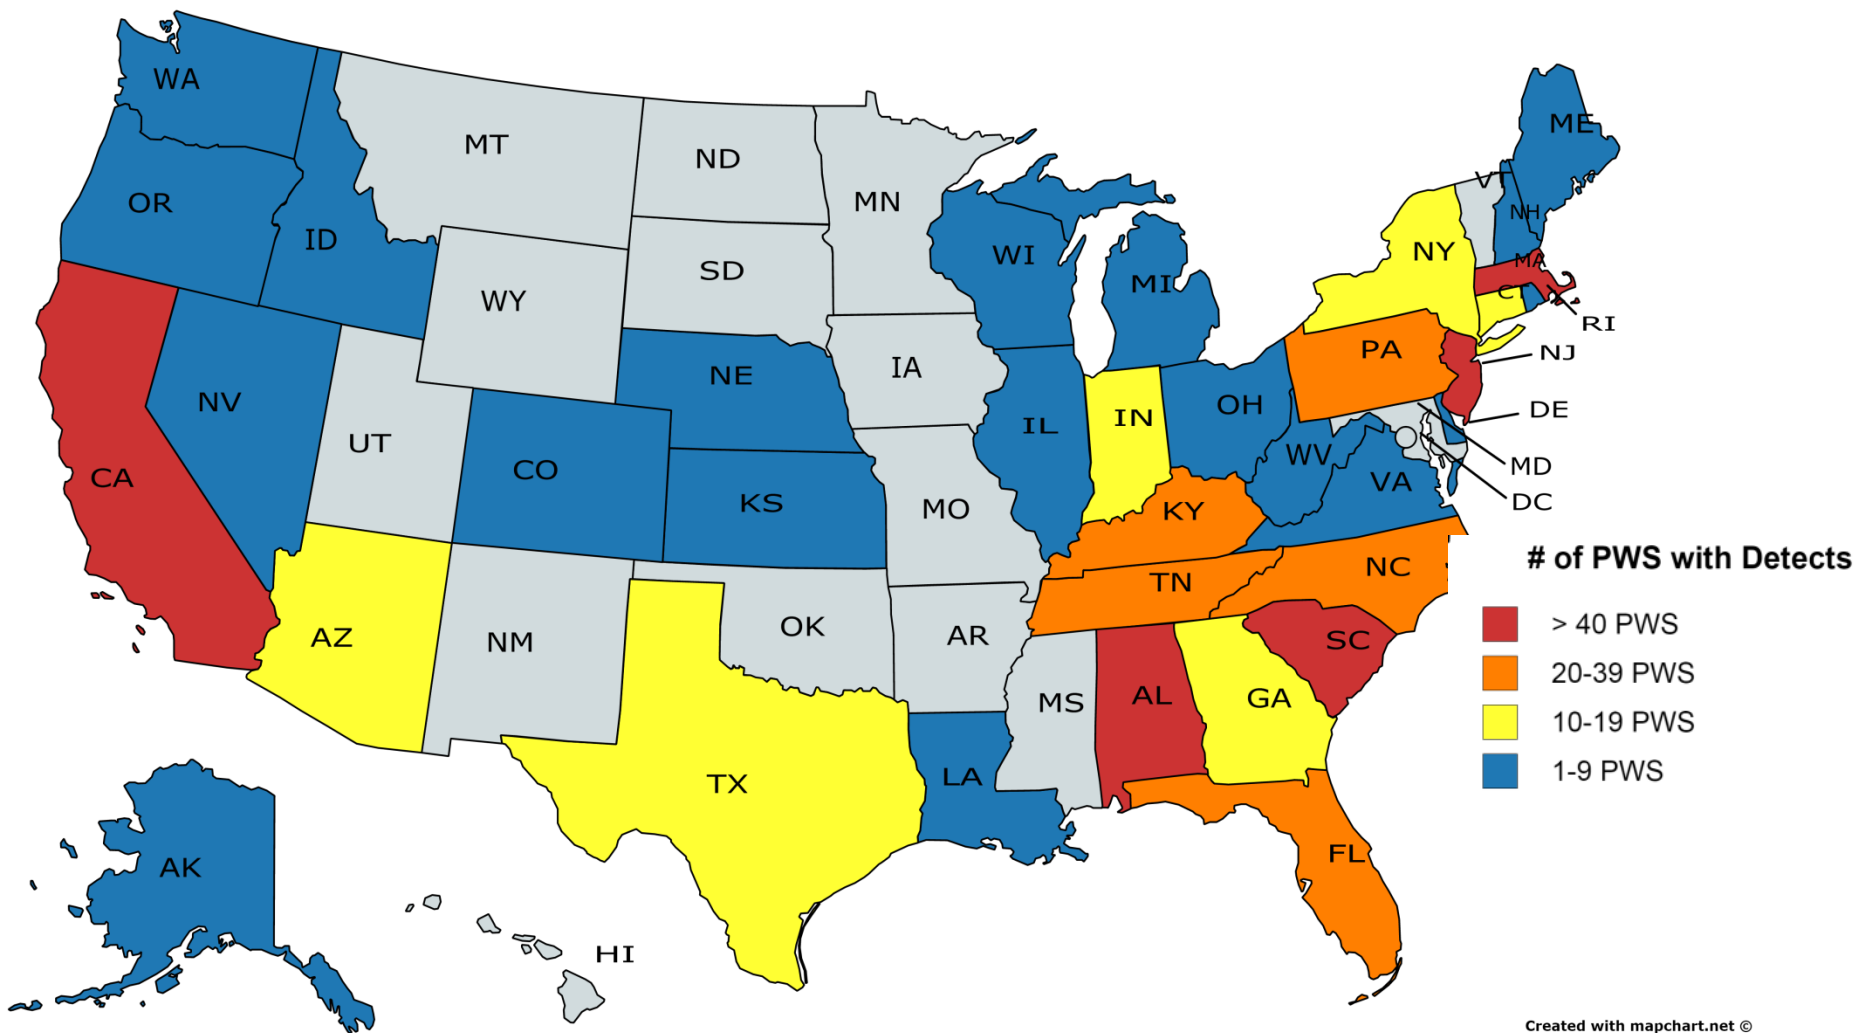 WA
MT
ND
MN
ME
VT
OR
ID
NH
SD
WI
NY
MI
MA
WY
CT
RI
IA
PA
NJ
NE
NV
OH
DE
UT
IL
IN
CO
WV
MD
CA
KS
VA
DC
MO
KY
# of PWS with Detects
NC
TN
> 40 PWS
AZ
NM
OK
AR
SC
20-39 PWS
MS
AL
GA
10-19 PWS
TX
LA
1-9 PWS
AK
FL
HI
Created with mapchart.net ©